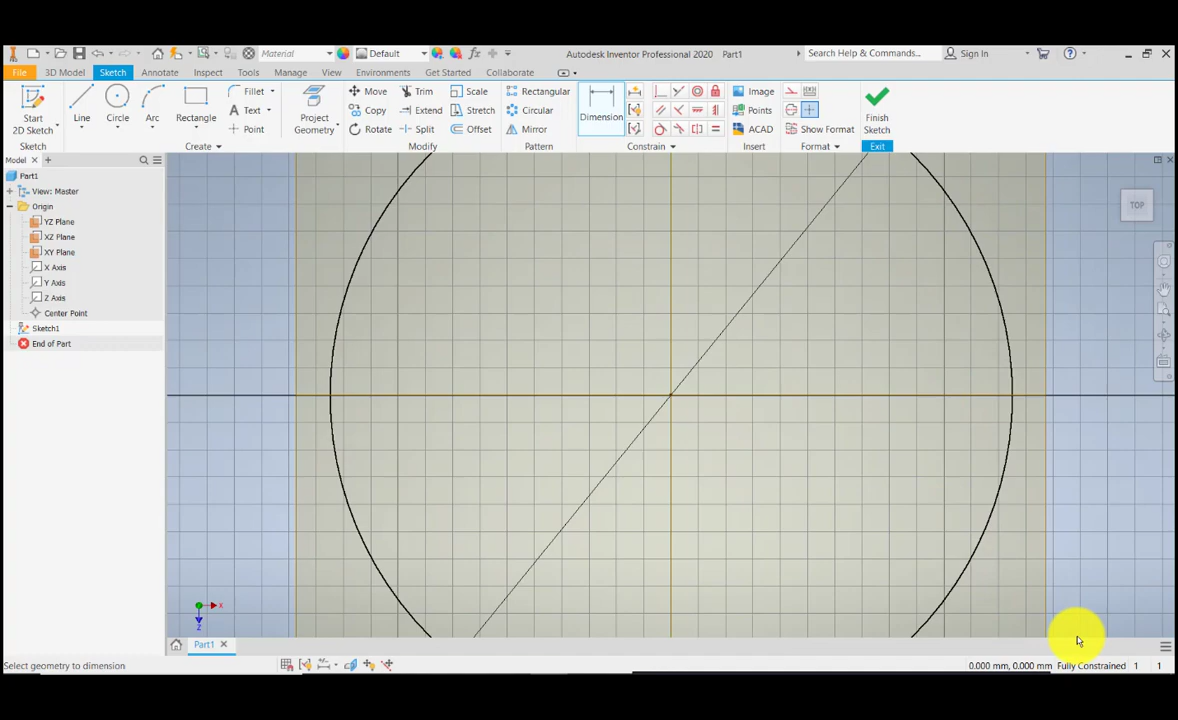 Material
Default
Autodesk Inventor Professional 2020 Part1
Search Help & Commands...
Sign In
File
3D Model
Sketch
Annotate
Inspect
Tools
Manage
View
Environments
Get Started
Collaborate
Start
2D Sketch
Line
Circle
Arc
Rectangle
Fillet
Text
Point
Project
Geometry
Move
Copy
Rotate
Trim
Extend
Split
Scale
Stretch
Offset
Rectangular
Circular
Mirror
Dimension
Image
Points
ACAD
Show Format
Finish
Sketch
Sketch
Create
Modify
Pattern
Constrain
Insert
Format
Exit
Model
Part1
View: Master
Origin
YZ Plane
XZ Plane
XY Plane
X Axis
Y Axis
Z Axis
Center Point
Sketch1
End of Part
TOP
X
Z
Part1
Select geometry to dimension
0.000 mm, 0.000 mm Fully Constrained 1 1